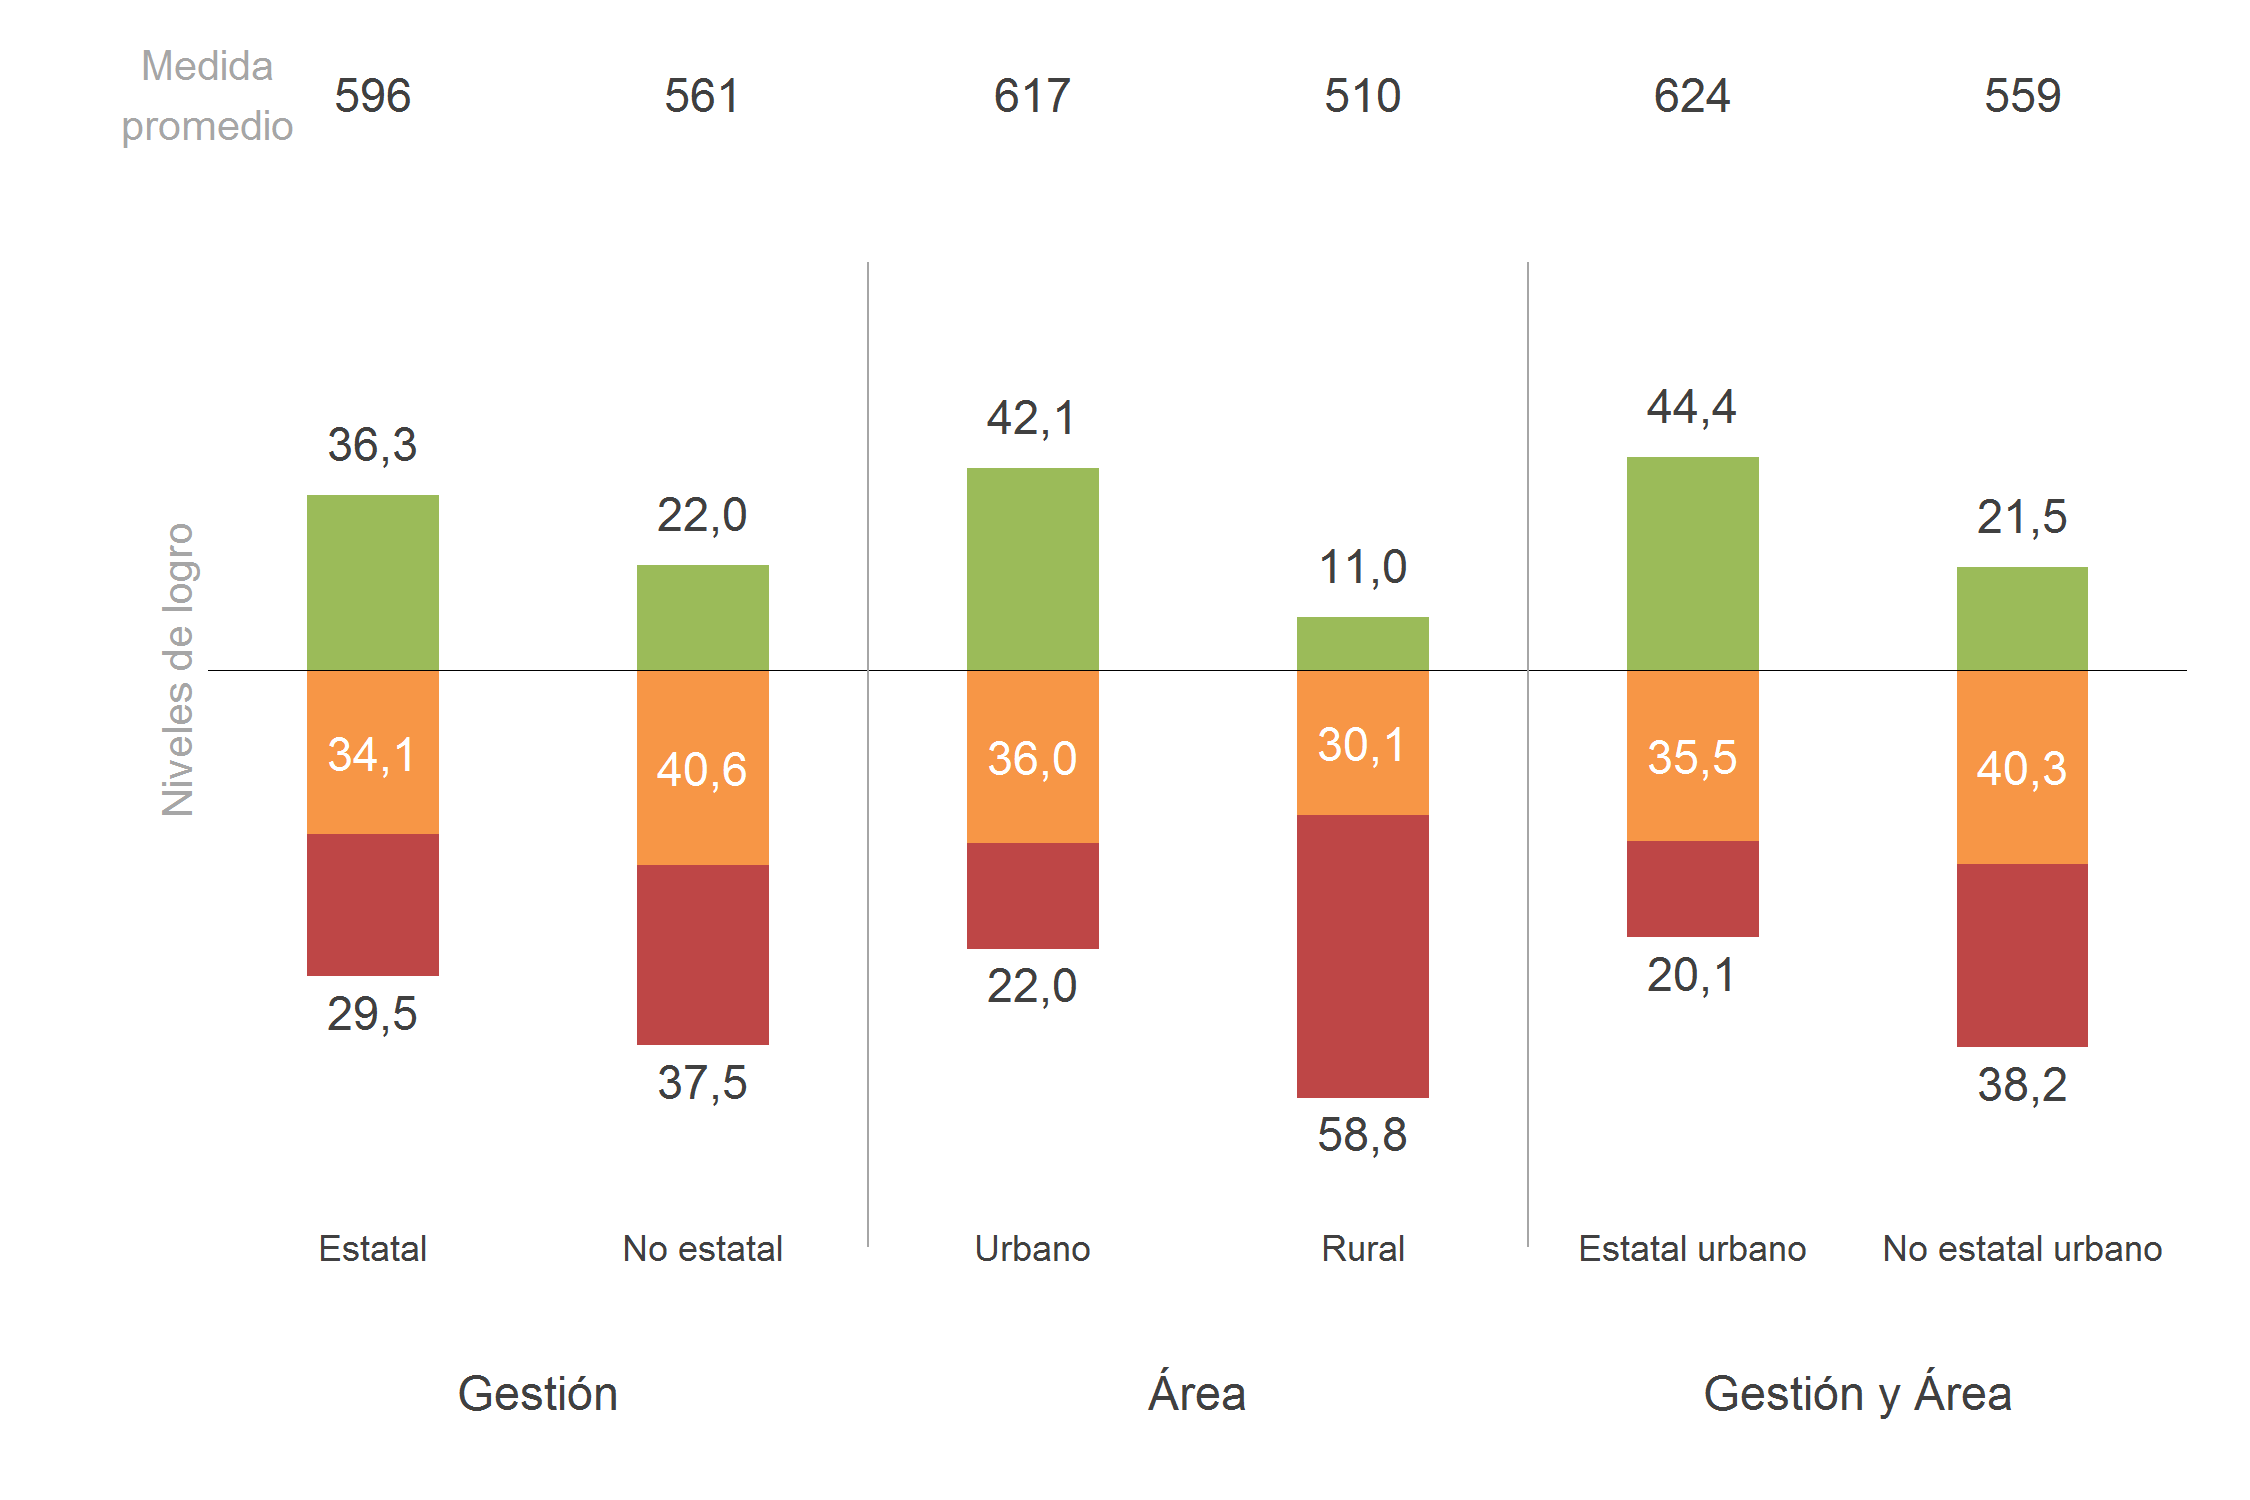 Medida
promedio
596 561 617 510 624 559
Niveles de logro
36,3 22,0 42,1 11,0 44,4 21,5
34,1 40,6 36,0 30,1 35,5 40,3
29,5 37,5 22,0 58,8 20,1 38,2
Estatal No estatal Urbano Rural Estatal urbano No estatal urbano
Gestión Área Gestión y Área